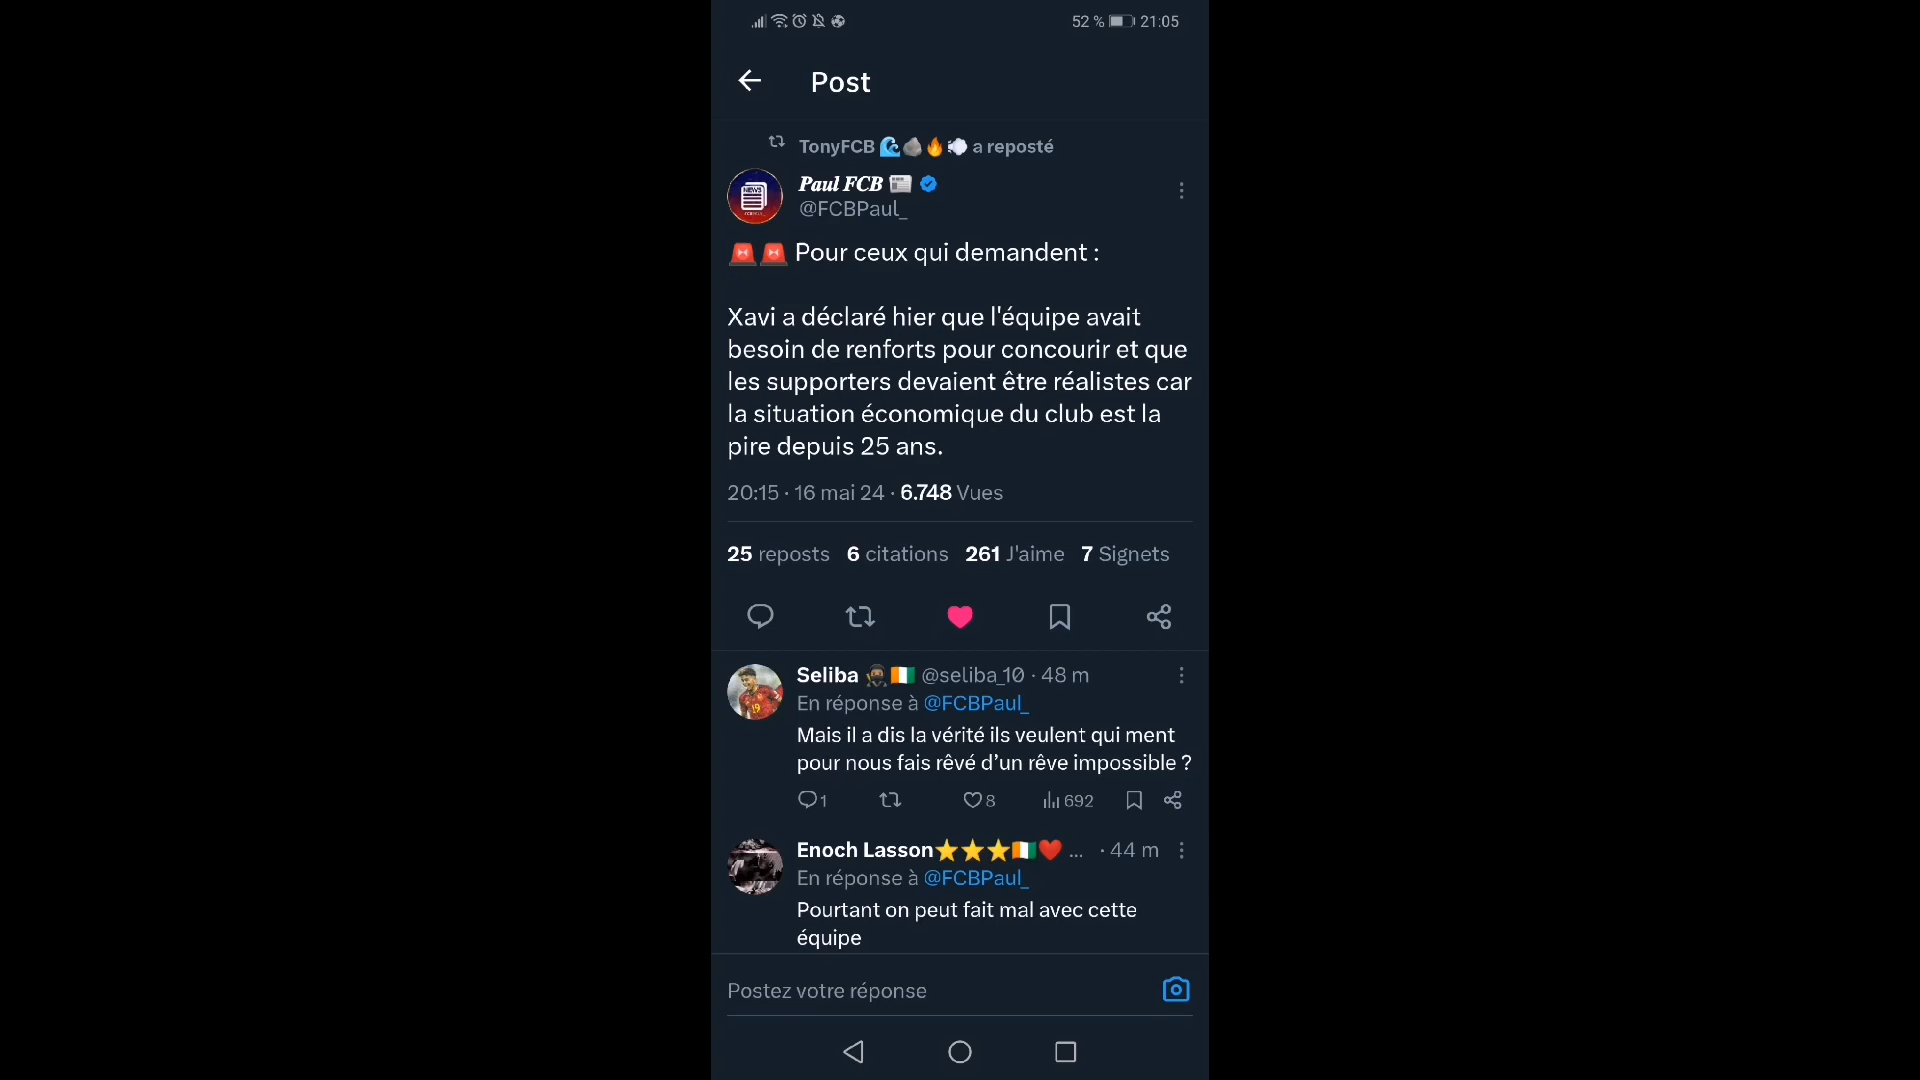 52 % 21:05
Post
TonyFCB 🌊🪨🔥💨 a reposté
Paul FCB 📰
@FCBPaul_
🚨🚨 Pour ceux qui demandent :
Xavi a déclaré hier que l'équipe avait
besoin de renforts pour concourir et que
les supporters devaient être réalistes car
la situation économique du club est la
pire depuis 25 ans.
20:15 · 16 mai 24 · 6.748 Vues
25 reposts 6 citations 261 J'aime 7 Signets
Seliba 🥷🏾🇨🇮 @seliba_10 · 48 m
En réponse à @FCBPaul_
Mais il a dis la vérité ils veulent qui ment
pour nous fais rêvé d’un rêve impossible ?
1 8 692
Enoch Lasson⭐⭐⭐🇨🇮❤️ ... · 44 m
En réponse à @FCBPaul_
Pourtant on peut fait mal avec cette
équipe
Postez votre réponse